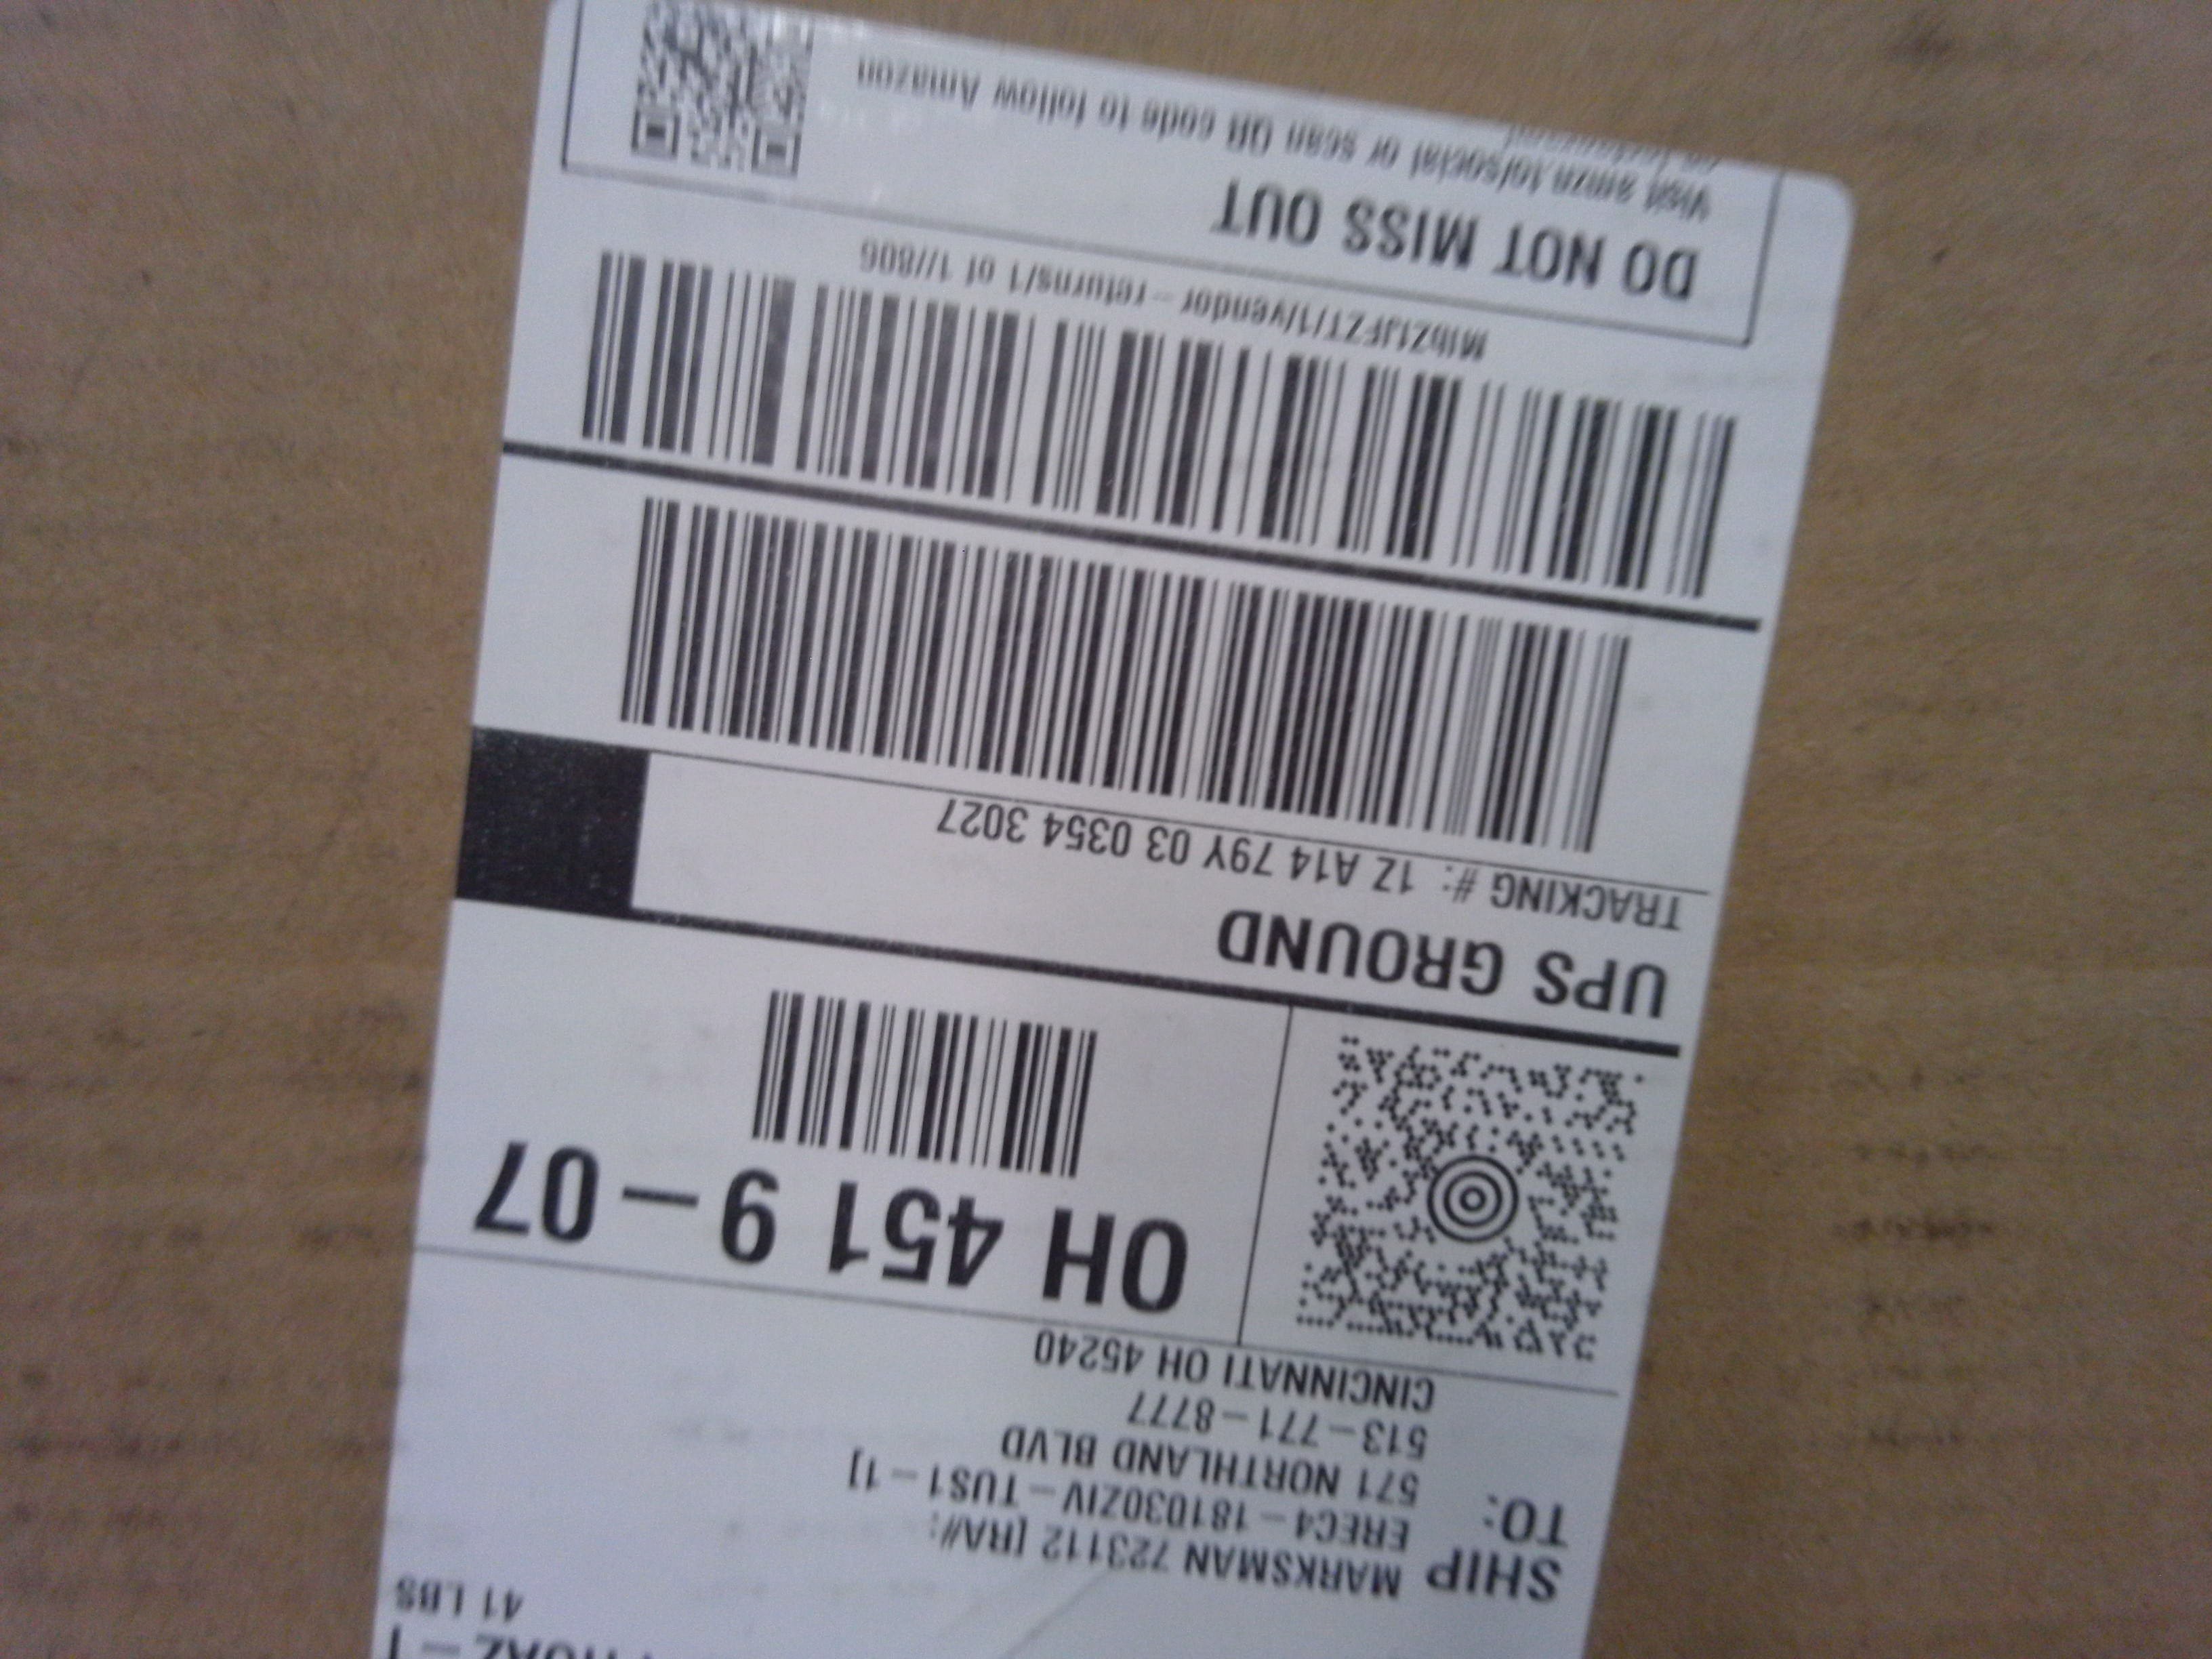 41 LBS
SHIP
TO:
MARKSMAN 723112 [RA#:
EREC4-181030ZIV-TUS1-1]
571 NORTHLAND BLVD
513-771-8777
CINCINNATI OH 45240
OH 451 9-07
UPS GROUND
TRACKING #: 1Z A14 79Y 03 0354 3027
/1/vendor-returns/1 of 1//806
DO NOT MISS OUT
Visit amzn.to/social or scan QR code to follow Amazon